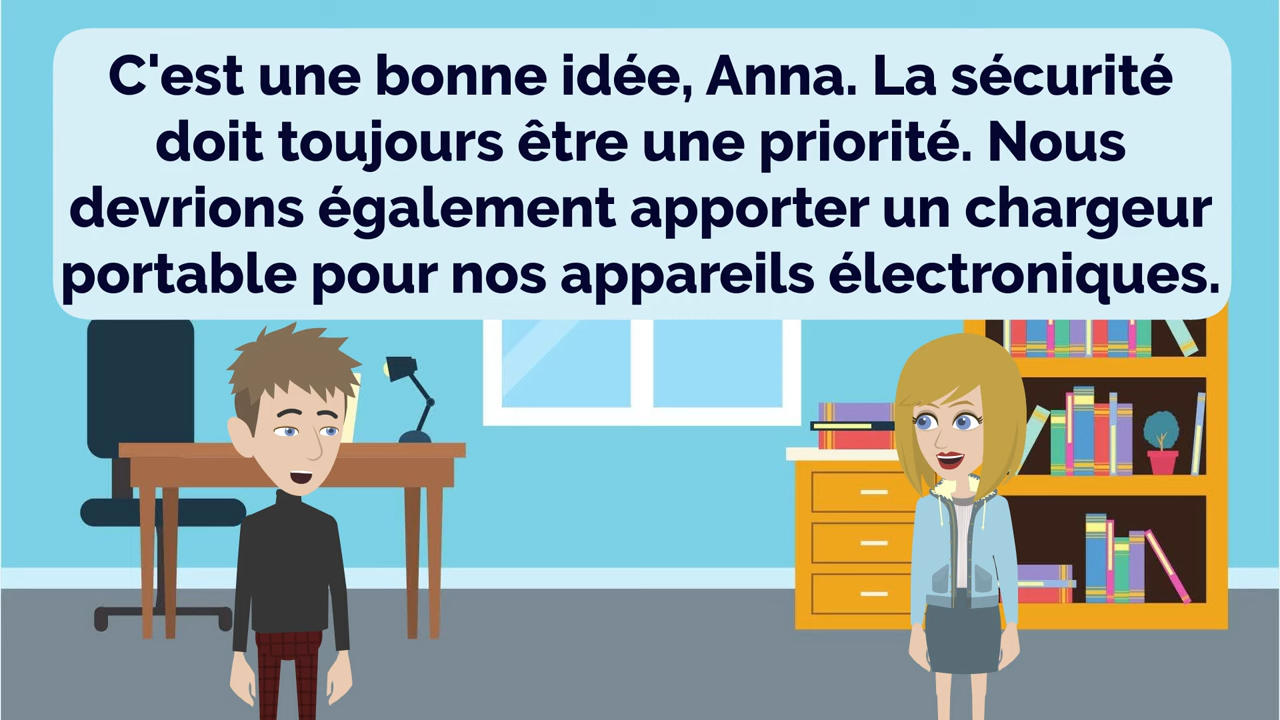 C'est une bonne idée, Anna. La sécurité
doit toujours être une priorité. Nous
devrions également apporter un chargeur
portable pour nos appareils électroniques.